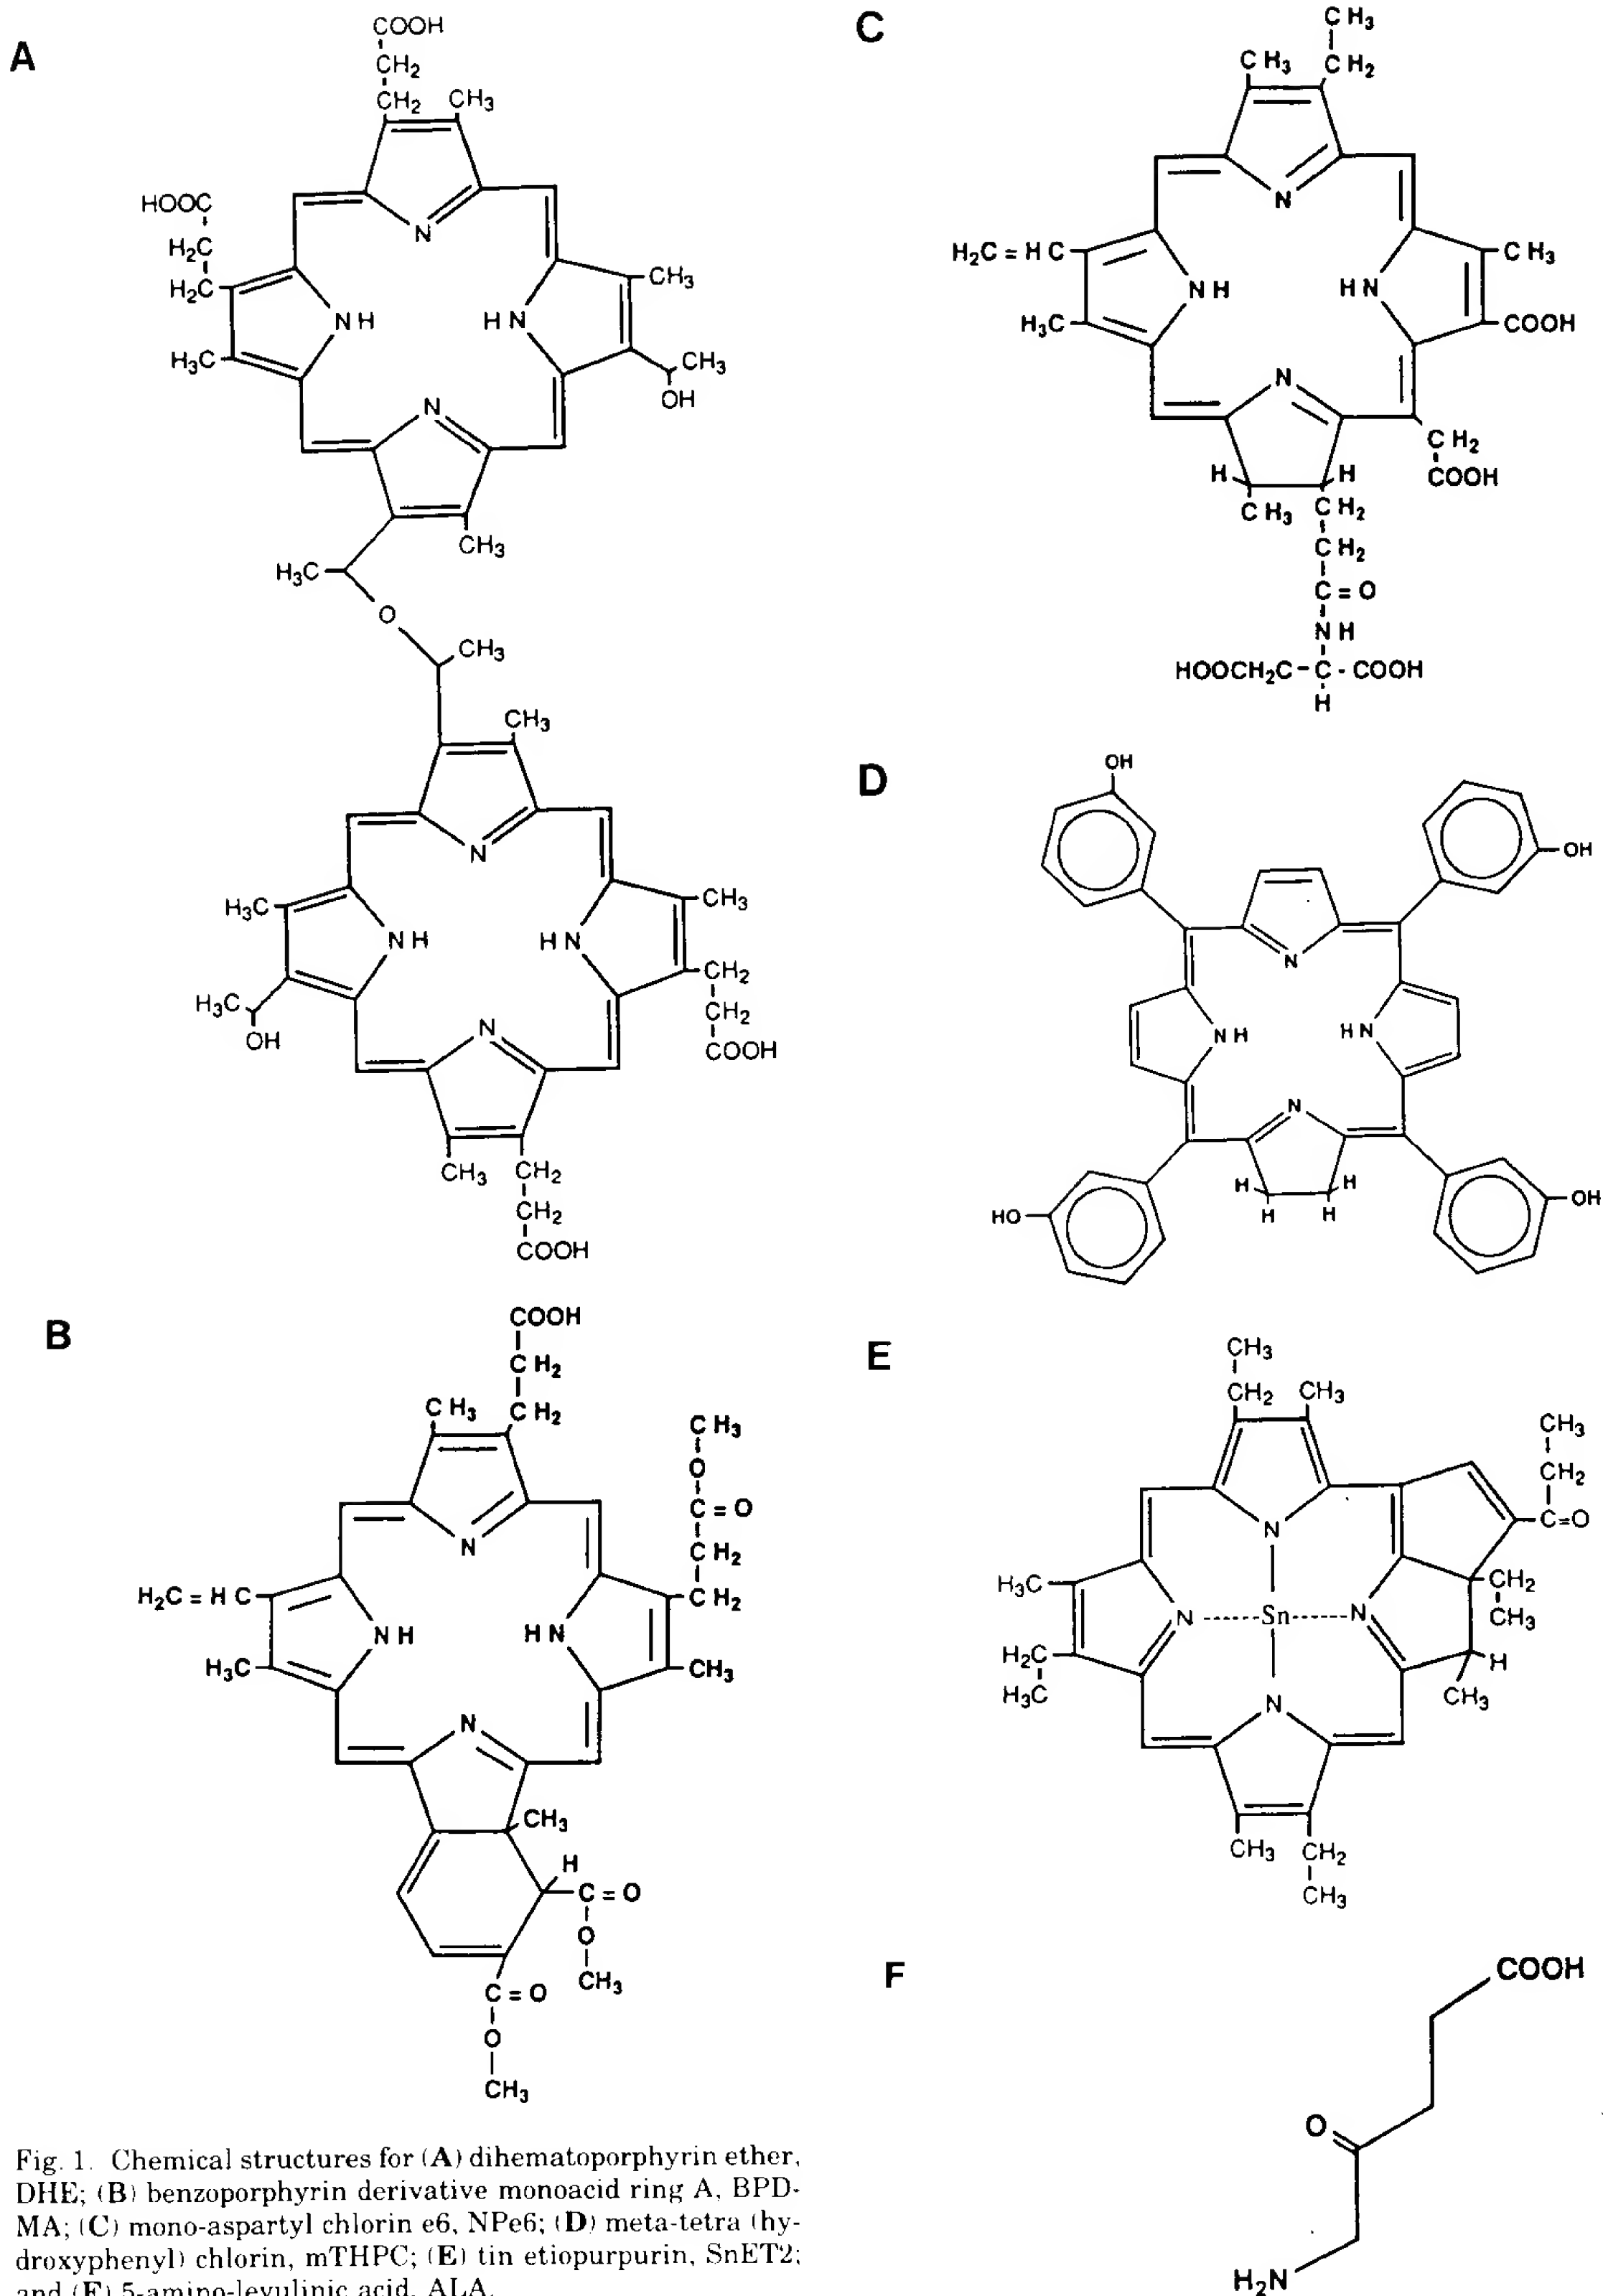 A
COOH
CH₂
CH₂ CH₃
HOOC
H₂C
H₂C
N
CH₃
NH HN
H₃C
CH₃
OH
N
CH₃
H₃C
O
CH₃
CH₃
N
H₃C
CH₃
NH HN
CH₂
H₃C
CH₂
OH
COOH
N
CH₃ CH₂
CH₂
COOH
B
COOH
CH₂
CH₃ CH₂
CH₃
O
C=O
CH₂
CH₂
N
H₂C=HC
NH HN
H₃C
CH₃
N
CH₃
H
C=O
O
CH₃
C=O
O
CH₃
C
CH₃
CH₃ CH₂
N
H₂C=HC
CH₃
NH HN
H₃C
COOH
N
CH₂
COOH
H H
CH₃ CH₂
CH₂
C=O
NH
HOOCH₂C-C-COOH
H
D
OH
OH
N
NH HN
N
H H
H H
HO
OH
E
CH₃
CH₂ CH₃
CH₃
CH₂
C=O
N
H₃C
CH₂
CH₃
N Sn N
H₂C
H₃C
H
CH₃
N
CH₃ CH₂
CH₃
F
COOH
O
H₂N
Fig. 1. Chemical structures for (A) dihematoporphyrin ether,
DHE; (B) benzoporphyrin derivative monoacid ring A, BPD-
MA; (C) mono-aspartyl chlorin e6, NPe6; (D) meta-tetra (hy-
droxyphenyl) chlorin, mTHPC; (E) tin etiopurpurin, SnET2;
and (F) 5-amino-levulinic acid, ALA.